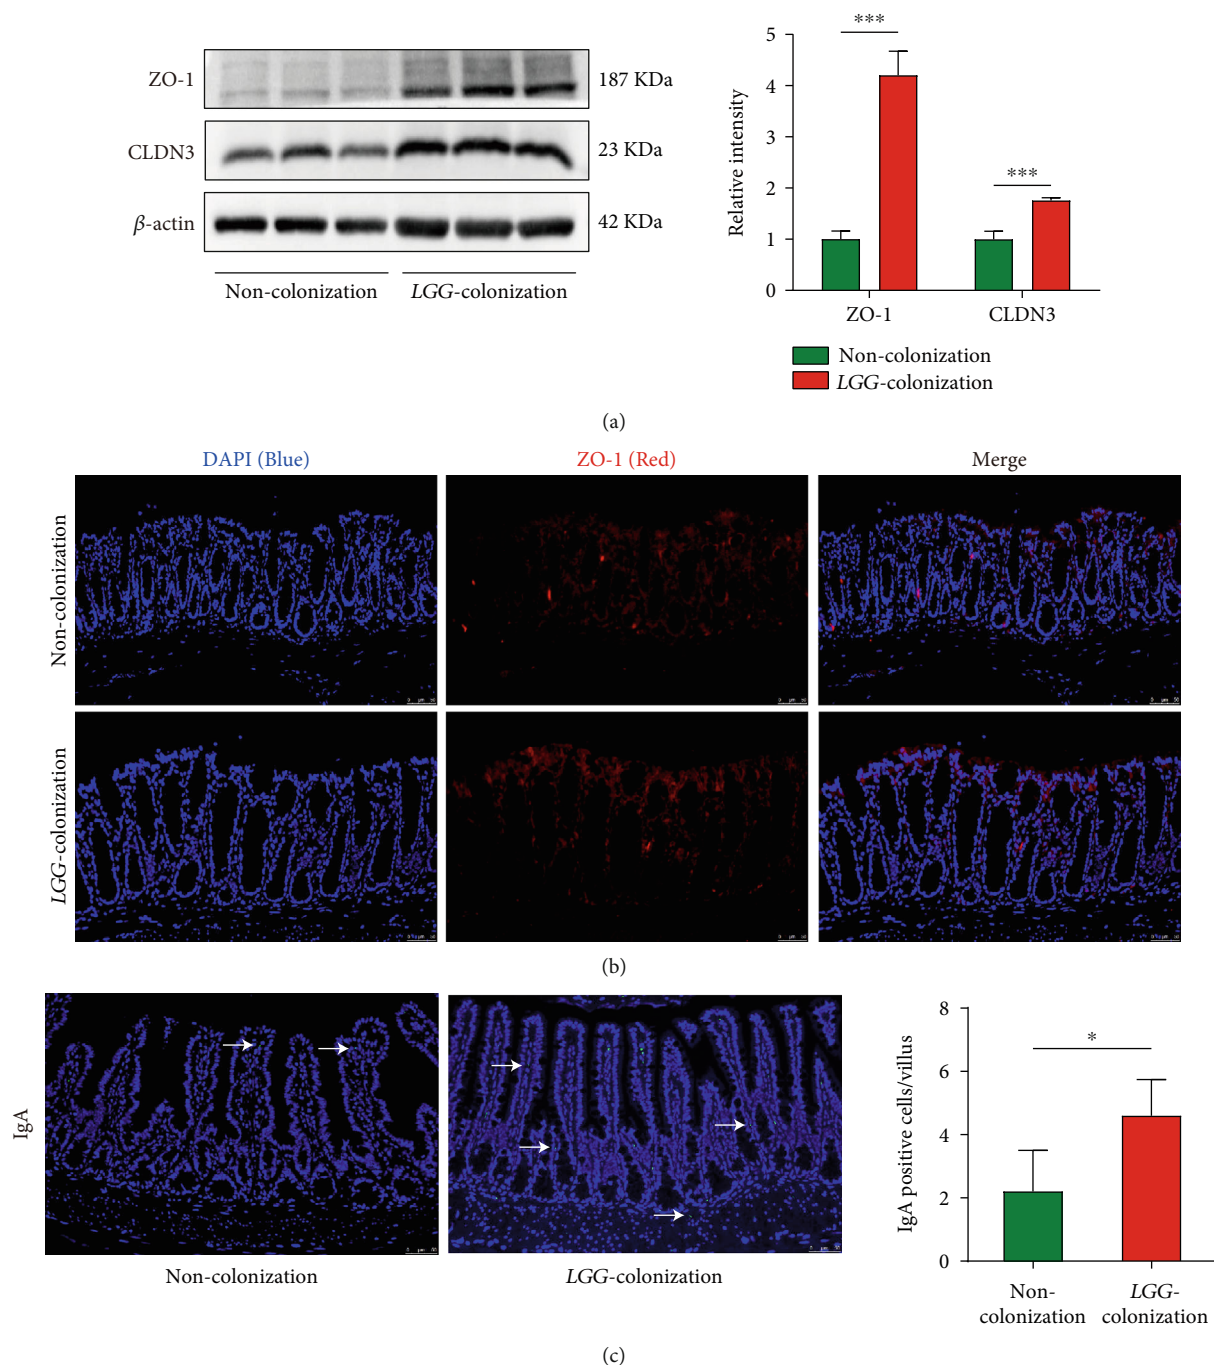 ZO-1
187 KDa
CLDN3
23 KDa
β-actin
42 KDa
Non-colonization
LGG-colonization
Relative intensity
5
4
3
2
1
0
***
***
ZO-1
CLDN3
Non-colonization
LGG-colonization
(a)
DAPI (Blue)
ZO-1 (Red)
Merge
Non-colonization
LGG-colonization
(b)
IgA
Non-colonization
LGG-colonization
IgA positive cells/villus
8
6
4
2
0
*
Non-
colonization
LGG-
colonization
(c)